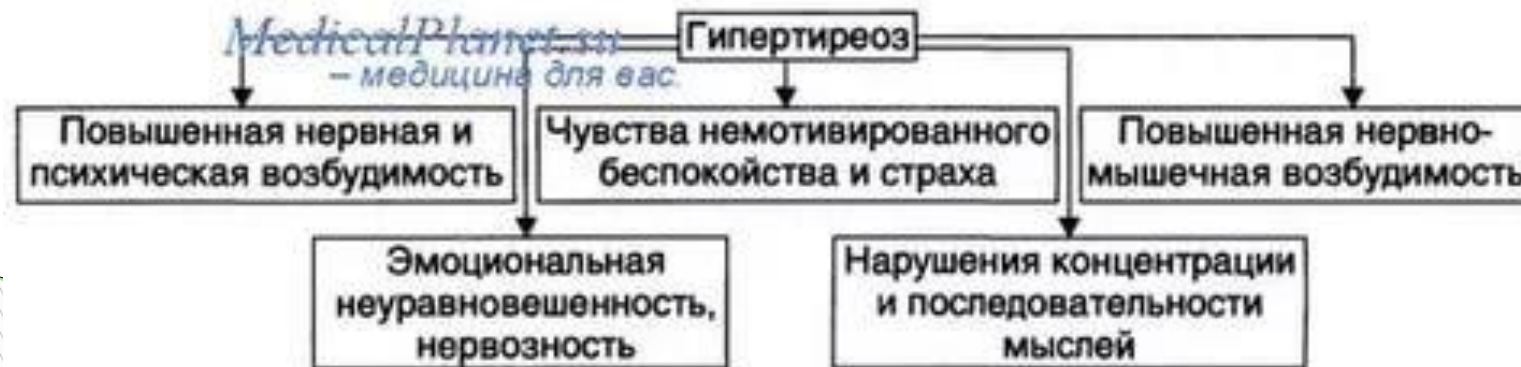 MedicalPlanet.su
– медицина для вас.
Гипертиреоз
Повышенная нервная и
психическая возбудимость
Чувства немотивированного
беспокойства и страха
Повышенная нервно-
мышечная возбудимость
Эмоциональная
неуравновешенность,
нервозность
Нарушения концентрации
и последовательности
мыслей